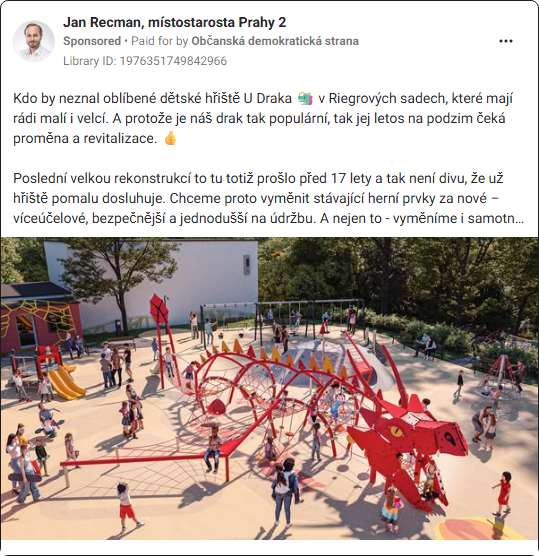 Jan Recman, místostarosta Prahy 2
Sponsored • Paid for by Občanská demokratická strana
Library ID: 1976351749842966
Kdo by neznal oblíbené dětské hřiště U Draka 🐉 v Riegrových sadech, které mají
rádi malí i velcí. A protože je náš drak tak populární, tak jej letos na podzim čeká
proměna a revitalizace. 👍
Poslední velkou rekonstrukcí to tu totiž prošlo před 17 lety a tak není divu, že už
hřiště pomalu dosluhuje. Chceme proto vyměnit stávající herní prvky za nové –
víceúčelové, bezpečnější a jednodušší na údržbu. A nejen to - vyměníme i samotn…